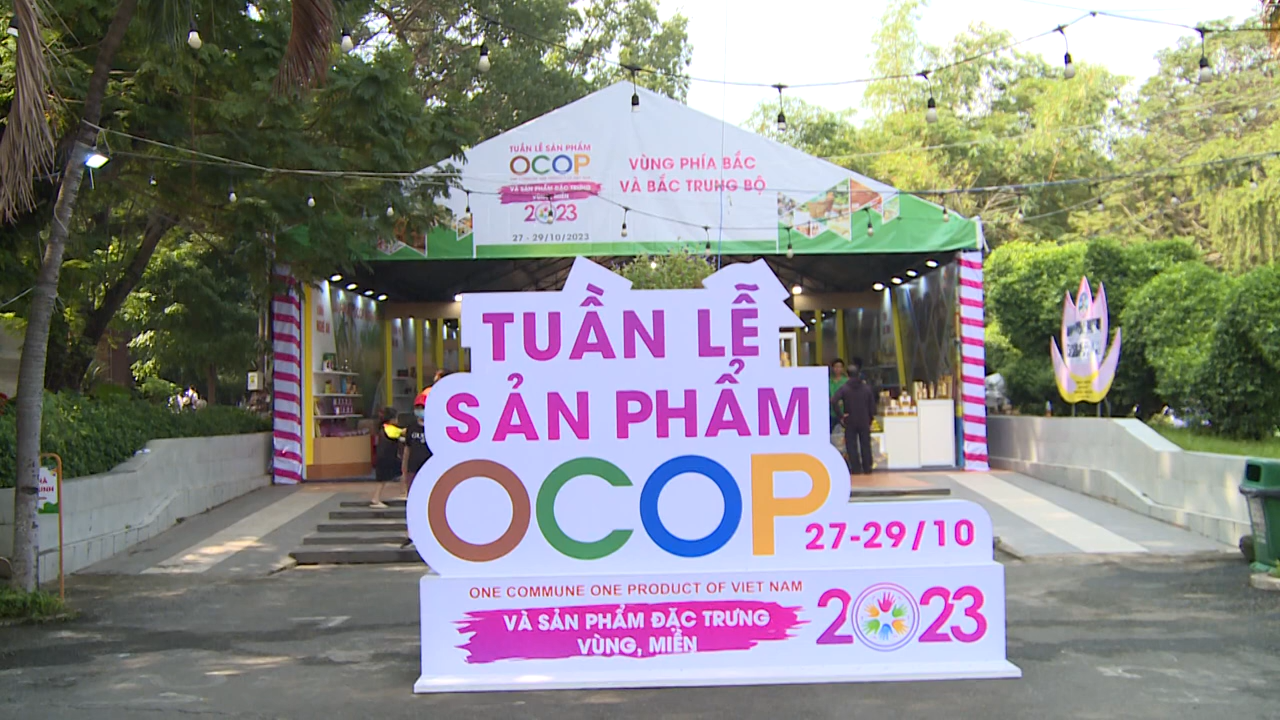 TUẦN LỄ SẢN PHẨM
OCOP
VÀ SẢN PHẨM ĐẶC TRƯNG
VÙNG, MIỀN
2023
27 - 29/10/2023
VÙNG PHÍA BẮC
VÀ BẮC TRUNG BỘ
TUẦN LỄ
SẢN PHẨM
OCOP
27-29/10
ONE COMMUNE ONE PRODUCT OF VIET NAM
VÀ SẢN PHẨM ĐẶC TRƯNG
VÙNG, MIỀN
2023